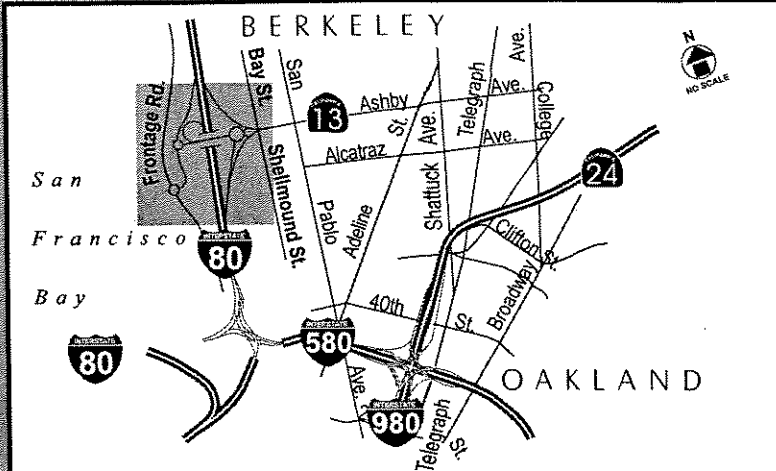 BERKELEY
N
NO SCALE
Frontage Rd.
Bay St.
Shellmound St.
San
Pablo
Ave.
13
Ashby
Ave.
Alcatraz
Ave.
Adeline
St.
Shattuck
Ave.
Telegraph
Ave.
College
CALIFORNIA
24
Clifton St.
Broadway
San
Francisco
Bay
INTERSTATE
80
INTERSTATE
80
40th
St.
INTERSTATE
580
OAKLAND
INTERSTATE
980
Telegraph
St.